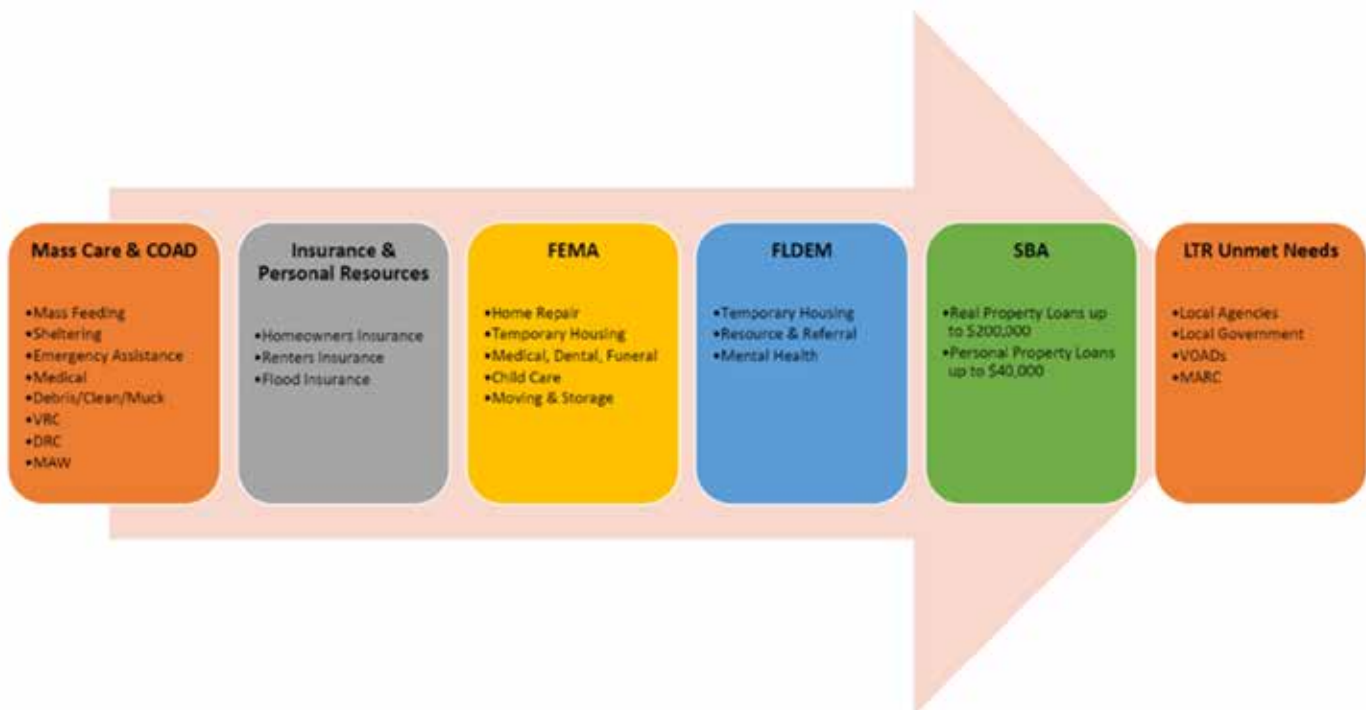 Mass Care & COAD
•Mass Feeding
•Sheltering
•Emergency Assistance
•Medical
•Debris/Clean/Muck
•VRC
•DRC
•MAW
Insurance &
Personal Resources
•Homeowners Insurance
•Renters Insurance
•Flood Insurance
FEMA
•Home Repair
•Temporary Housing
•Medical, Dental, Funeral
•Child Care
•Moving & Storage
FLDEM
•Temporary Housing
•Resource & Referral
•Mental Health
SBA
•Real Property Loans up
to $200,000
•Personal Property Loans
up to $40,000
LTR Unmet Needs
•Local Agencies
•Local Government
•VOADs
•MARC